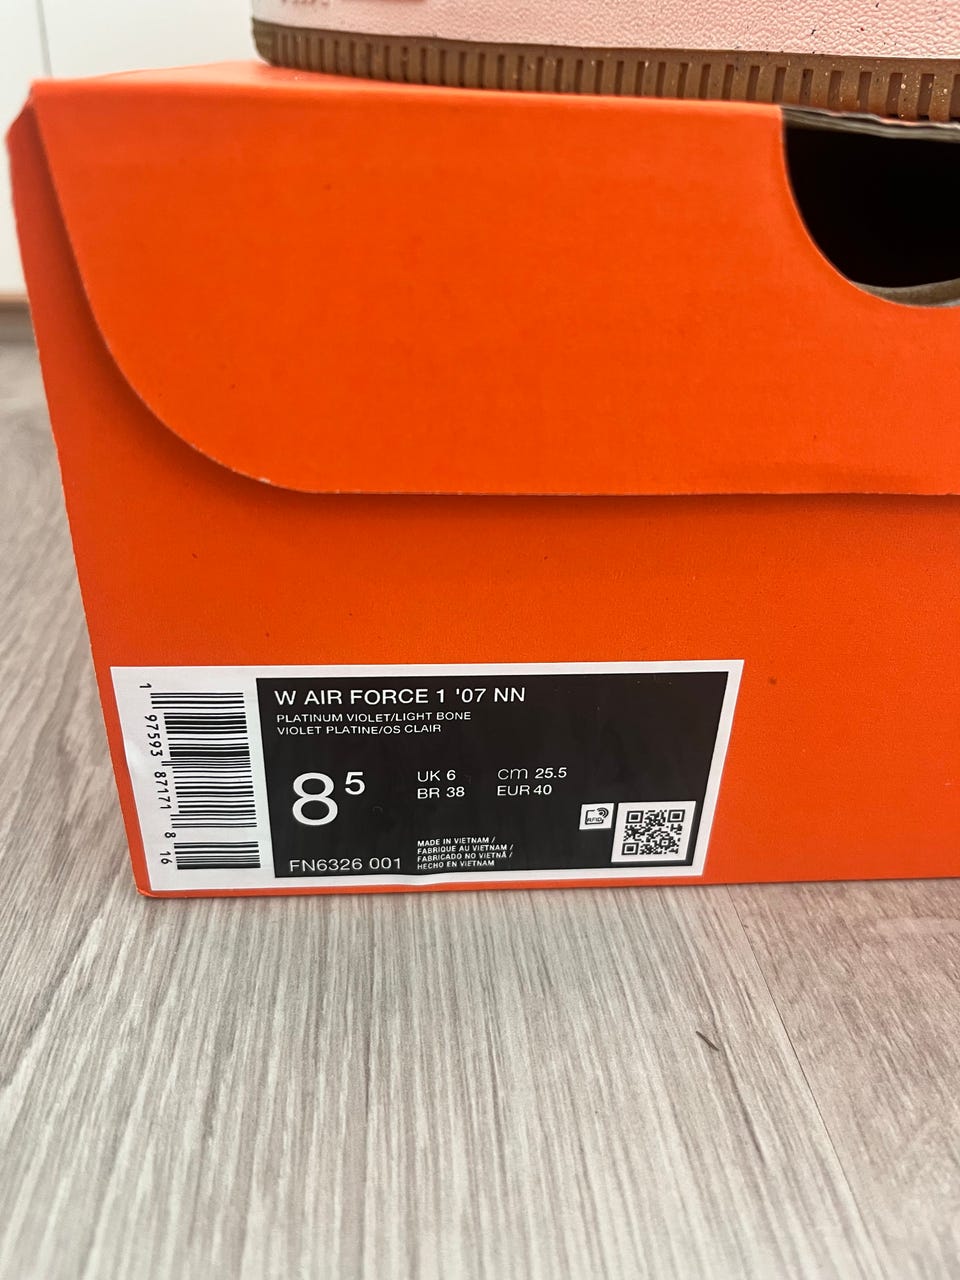 W AIR FORCE 1 '07 NN
PLATINUM VIOLET/LIGHT BONE
VIOLET PLATINE/OS CLAIR
8 5
UK 6
cm 25.5
BR 38
EUR 40
MADE IN VIETNAM /
FABRIQUE AU VIETNAM /
FABRICADO NO VIETNÃ /
HECHO EN VIETNAM
FN6326 001
RFID
1 97593 87171 8 16